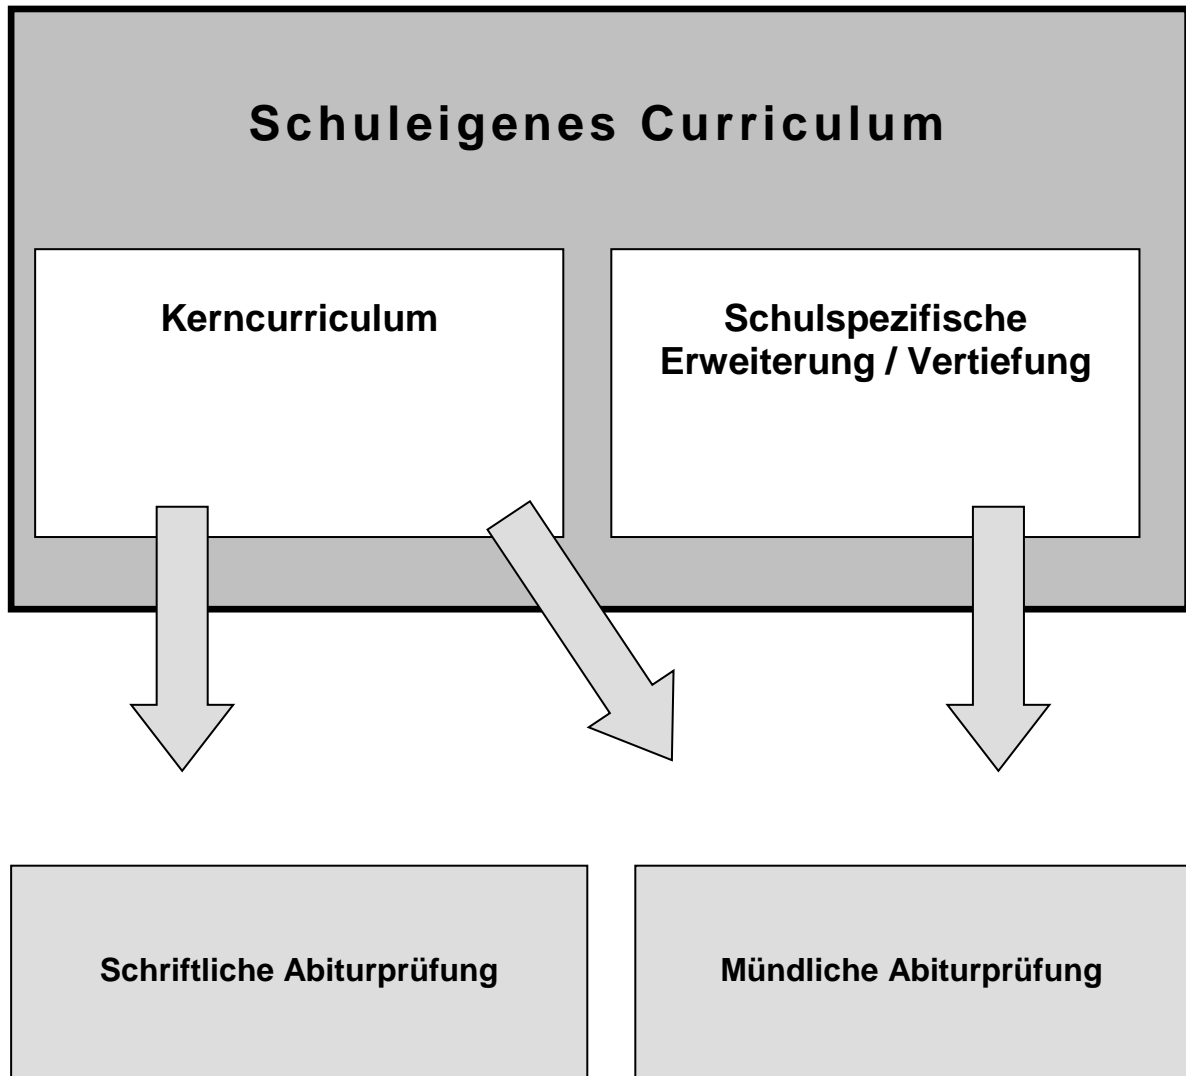 Schuleigenes Curriculum
Kerncurriculum
Schulspezifische
Erweiterung / Vertiefung
Schriftliche Abiturprüfung
Mündliche Abiturprüfung